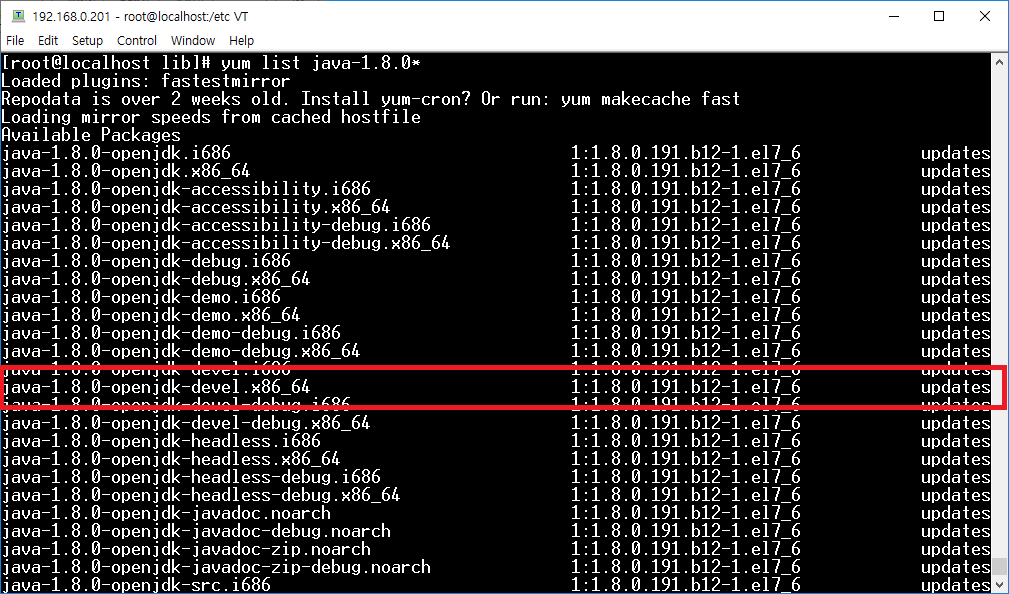 192.168.0.201 - root@localhost:/etc VT
File Edit Setup Control Window Help
[root@localhost lib]# yum list java-1.8.0*
Loaded plugins: fastestmirror
Repodata is over 2 weeks old. Install yum-cron? Or run: yum makecache fast
Loading mirror speeds from cached hostfile
Available Packages
java-1.8.0-openjdk.i686 1:1.8.0.191.b12-1.el7_6 updates
java-1.8.0-openjdk.x86_64 1:1.8.0.191.b12-1.el7_6 updates
java-1.8.0-openjdk-accessibility.i686 1:1.8.0.191.b12-1.el7_6 updates
java-1.8.0-openjdk-accessibility.x86_64 1:1.8.0.191.b12-1.el7_6 updates
java-1.8.0-openjdk-accessibility-debug.i686 1:1.8.0.191.b12-1.el7_6 updates
java-1.8.0-openjdk-accessibility-debug.x86_64 1:1.8.0.191.b12-1.el7_6 updates
java-1.8.0-openjdk-debug.i686 1:1.8.0.191.b12-1.el7_6 updates
java-1.8.0-openjdk-debug.x86_64 1:1.8.0.191.b12-1.el7_6 updates
java-1.8.0-openjdk-demo.i686 1:1.8.0.191.b12-1.el7_6 updates
java-1.8.0-openjdk-demo.x86_64 1:1.8.0.191.b12-1.el7_6 updates
java-1.8.0-openjdk-demo-debug.i686 1:1.8.0.191.b12-1.el7_6 updates
java-1.8.0-openjdk-demo-debug.x86_64 1:1.8.0.191.b12-1.el7_6 updates
java-1.8.0-openjdk-devel.i686 1:1.8.0.191.b12-1.el7_6 updates
java-1.8.0-openjdk-devel.x86_64 1:1.8.0.191.b12-1.el7_6 updates
java-1.8.0-openjdk-devel-debug.i686 1:1.8.0.191.b12-1.el7_6 updates
java-1.8.0-openjdk-devel-debug.x86_64 1:1.8.0.191.b12-1.el7_6 updates
java-1.8.0-openjdk-headless.i686 1:1.8.0.191.b12-1.el7_6 updates
java-1.8.0-openjdk-headless.x86_64 1:1.8.0.191.b12-1.el7_6 updates
java-1.8.0-openjdk-headless-debug.i686 1:1.8.0.191.b12-1.el7_6 updates
java-1.8.0-openjdk-headless-debug.x86_64 1:1.8.0.191.b12-1.el7_6 updates
java-1.8.0-openjdk-javadoc.noarch 1:1.8.0.191.b12-1.el7_6 updates
java-1.8.0-openjdk-javadoc-debug.noarch 1:1.8.0.191.b12-1.el7_6 updates
java-1.8.0-openjdk-javadoc-zip.noarch 1:1.8.0.191.b12-1.el7_6 updates
java-1.8.0-openjdk-javadoc-zip-debug.noarch 1:1.8.0.191.b12-1.el7_6 updates
java-1.8.0-openjdk-src.i686 1:1.8.0.191.b12-1.el7_6 updates